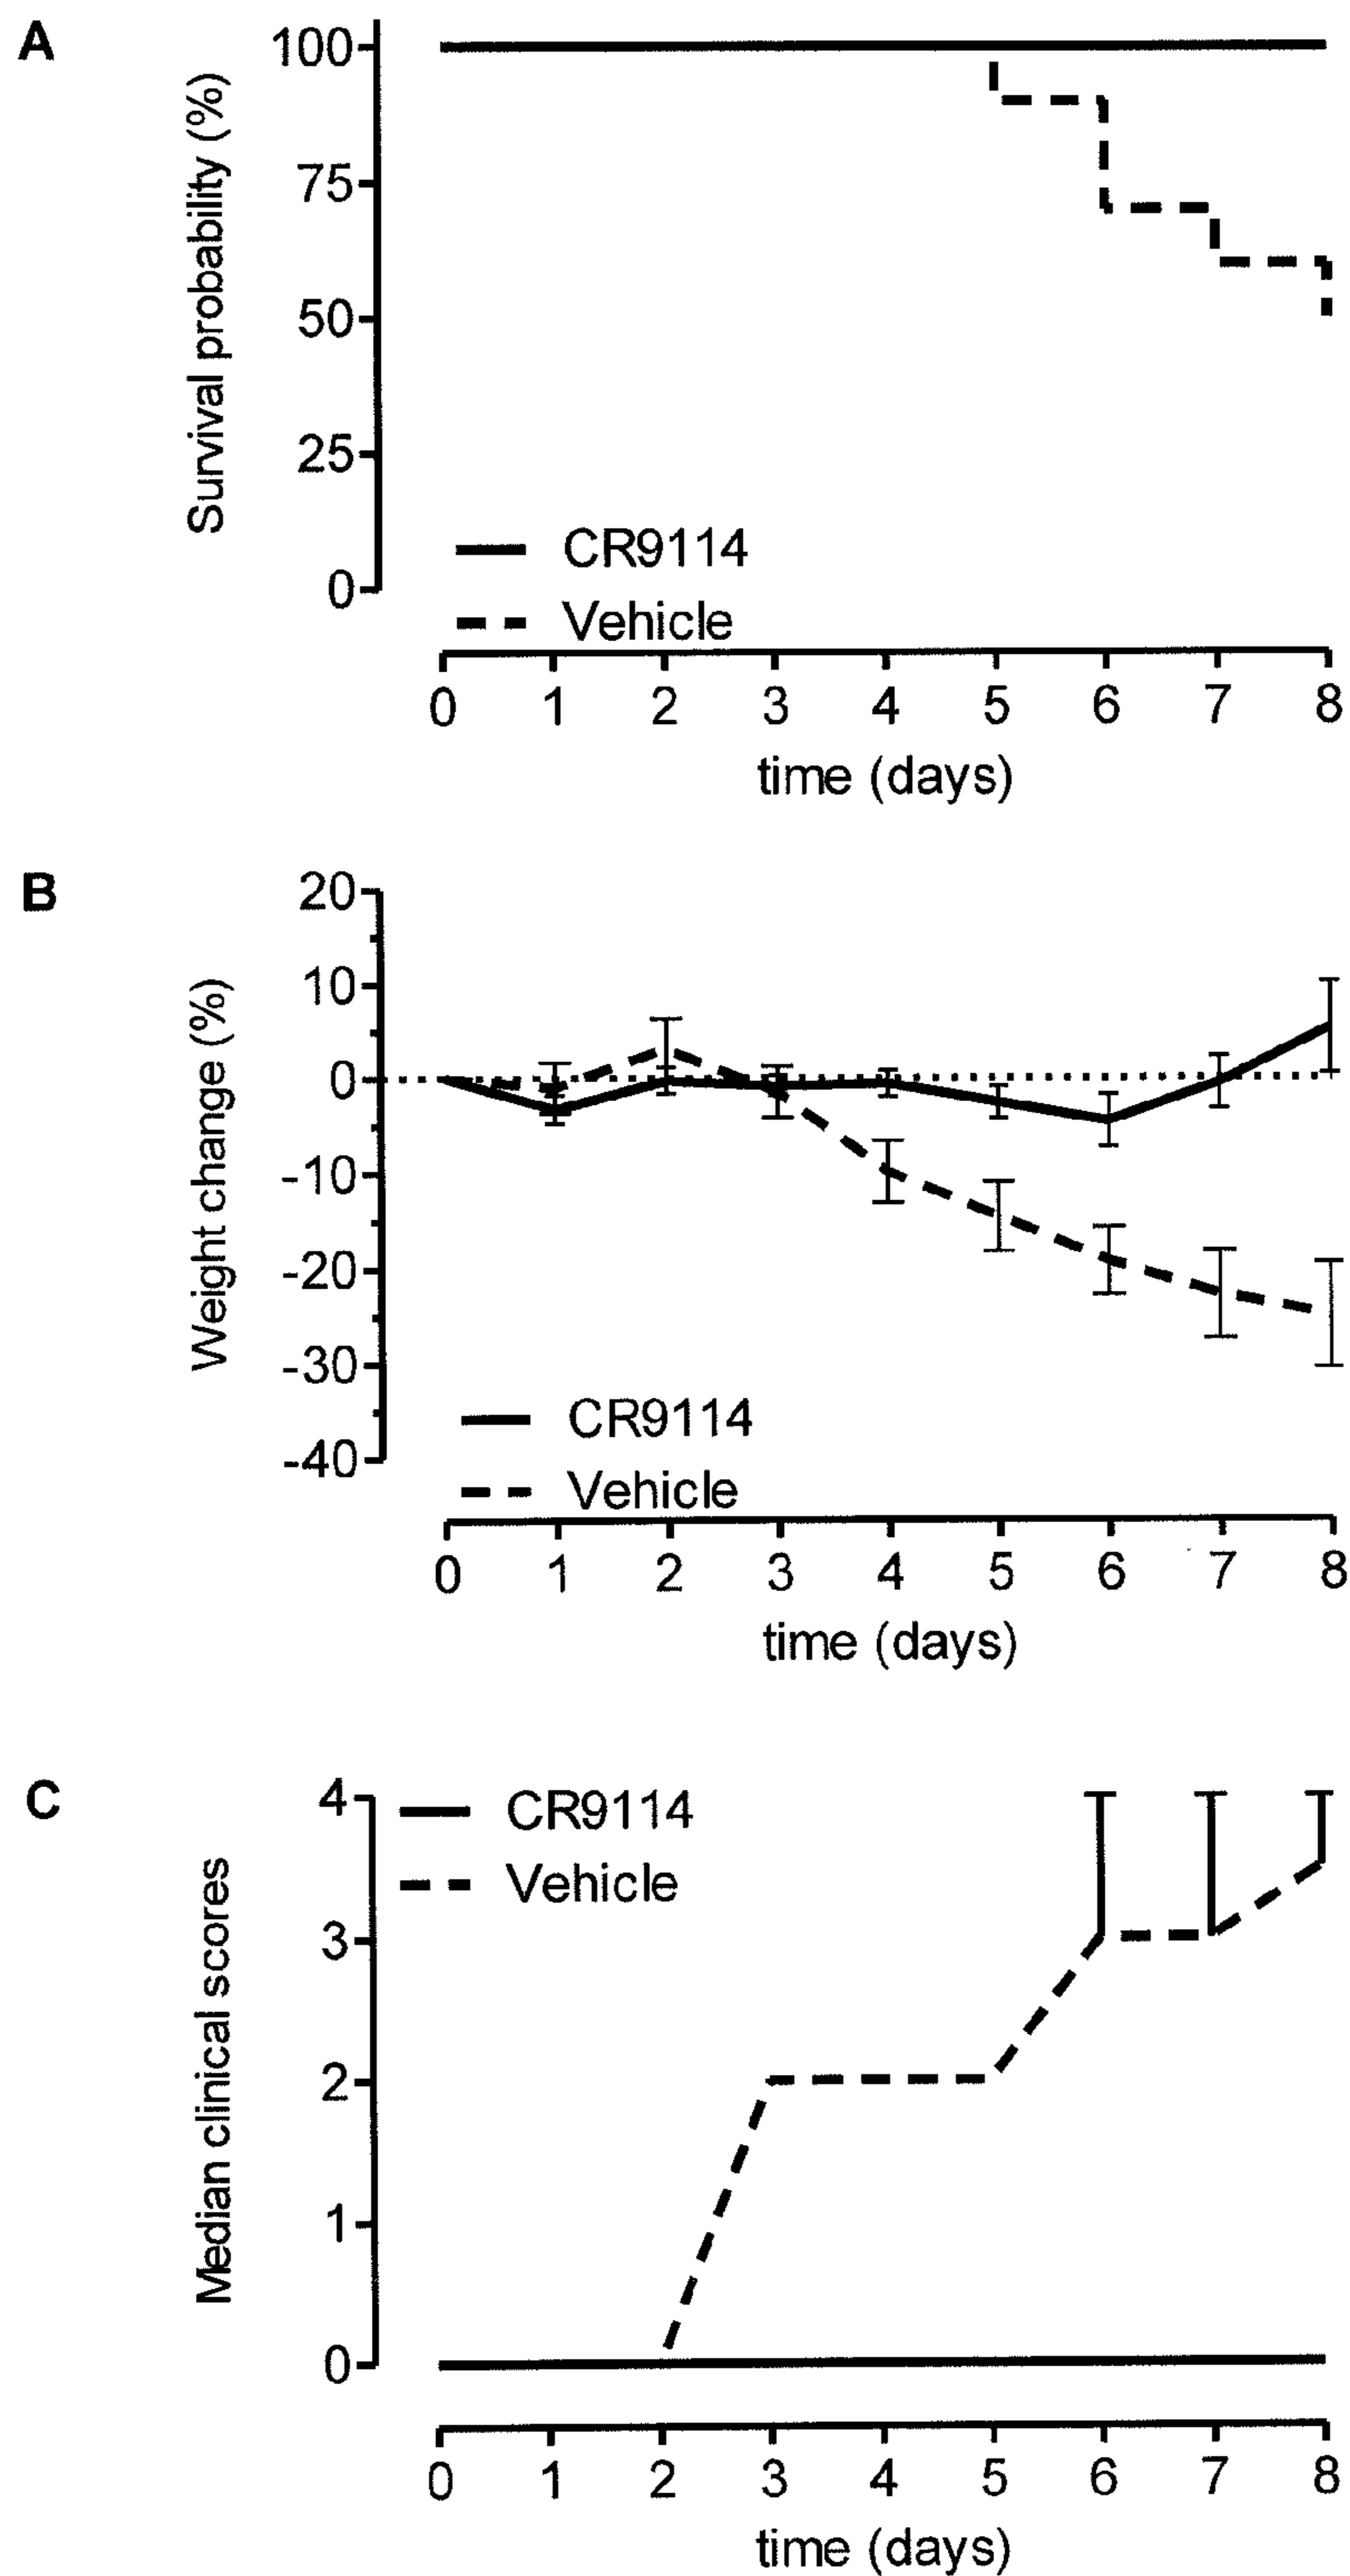 A
Survival probability (%)
100
75
50
25
0
CR9114
Vehicle
0 1 2 3 4 5 6 7 8
time (days)
B
Weight change (%)
20
10
0
-10
-20
-30
-40
CR9114
Vehicle
0 1 2 3 4 5 6 7 8
time (days)
C
Median clinical scores
4
3
2
1
0
CR9114
Vehicle
0 1 2 3 4 5 6 7 8
time (days)